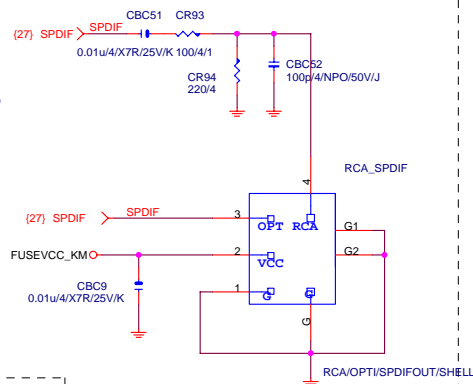 CBC51 CR93
{27} SPDIF SPDIF
0.01u/4/X7R/25V/K 100/4/1
CR94
220/4
CBC52
100p/4/NPO/50V/J
4
RCA_SPDIF
{27} SPDIF SPDIF 3 OPT RCA G1
FUSEVCC_KM 2 VCC G2
CBC9
0.01u/4/X7R/25V/K
1 G G
G
RCA/OPTI/SPDIFOUT/SHELL